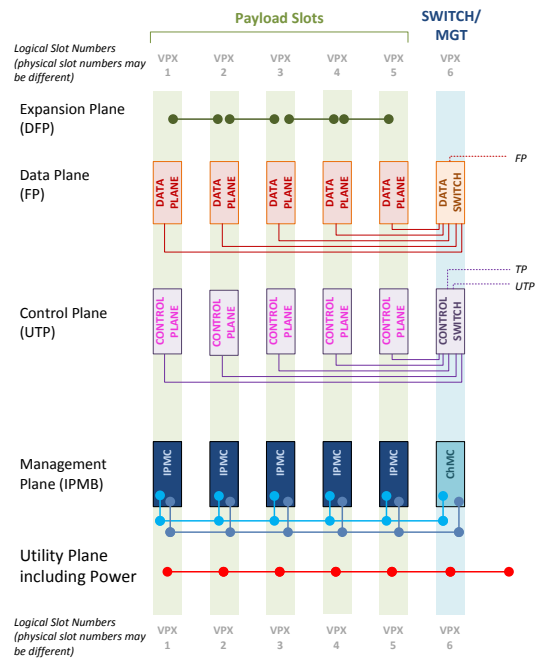 Payload Slots
SWITCH/
MGT
Logical Slot Numbers
(physical slot numbers may
be different)
VPX
1
VPX
2
VPX
3
VPX
4
VPX
5
VPX
6
Expansion Plane
(DFP)
Data Plane
(FP)
DATA
PLANE
DATA
PLANE
DATA
PLANE
DATA
PLANE
DATA
PLANE
DATA
SWITCH
FP
Control Plane
(UTP)
CONTROL
PLANE
CONTROL
PLANE
CONTROL
PLANE
CONTROL
PLANE
CONTROL
PLANE
CONTROL
SWITCH
TP
UTP
Management
Plane (IPMB)
IPMC
IPMC
IPMC
IPMC
IPMC
ChMC
Utility Plane
including Power
Logical Slot Numbers
(physical slot numbers may
be different)
VPX
1
VPX
2
VPX
3
VPX
4
VPX
5
VPX
6